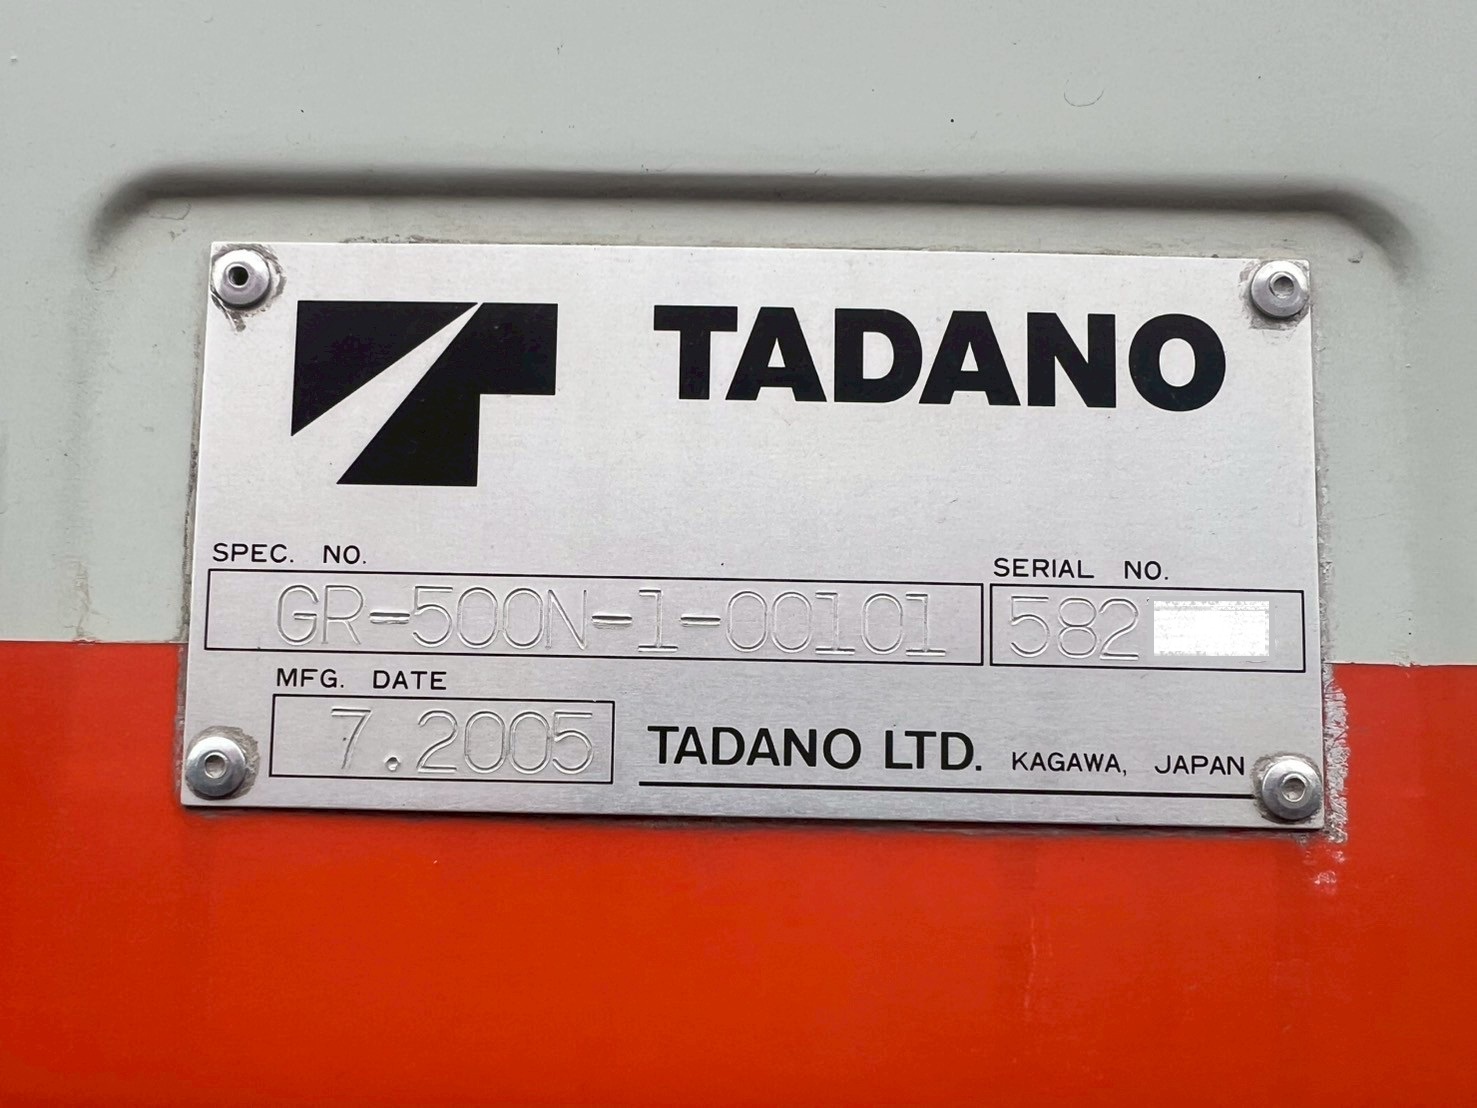 TADANO
SPEC. NO.
SERIAL NO.
GR-500N-1-00101
582
MFG. DATE
7.2005
TADANO LTD. KAGAWA, JAPAN